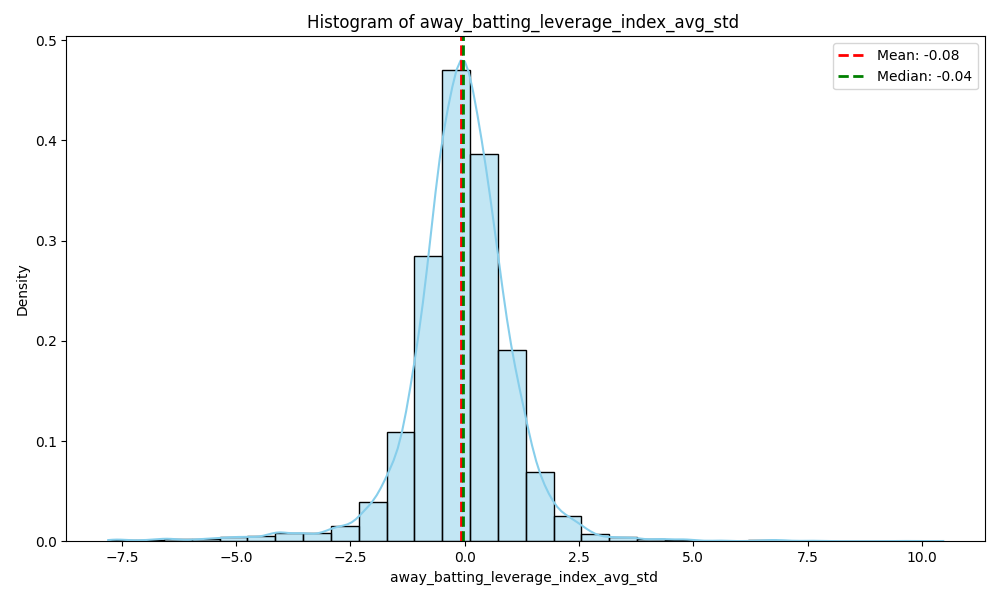 Histogram of away_batting_leverage_index_avg_std
Mean: -0.08
Median: -0.04
Density
0.5
0.4
0.3
0.2
0.1
0.0
−7.5 −5.0 −2.5 0.0 2.5 5.0 7.5 10.0
away_batting_leverage_index_avg_std